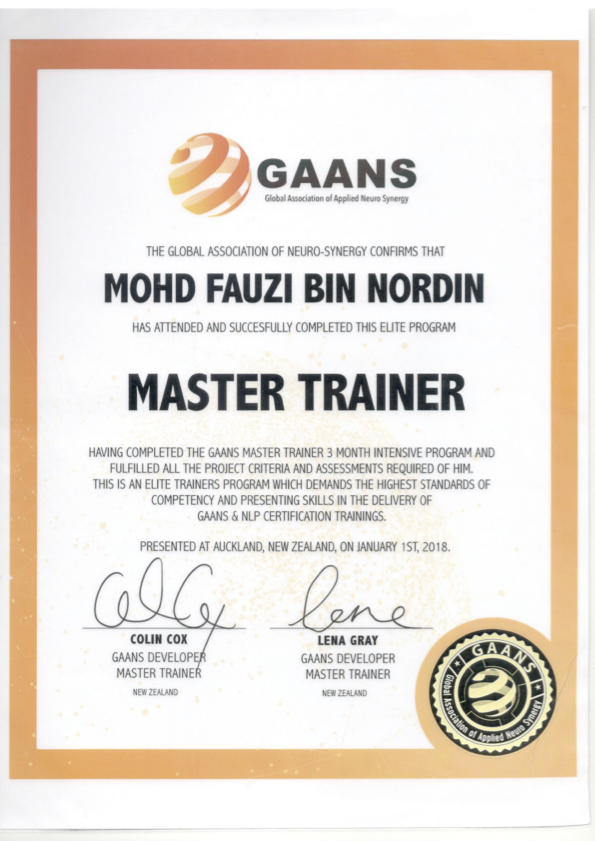 GAANS
Global Association of Applied Neuro Synergy
THE GLOBAL ASSOCIATION OF NEURO-SYNERGY CONFIRMS THAT
MOHD FAUZI BIN NORDIN
HAS ATTENDED AND SUCCESFULLY COMPLETED THIS ELITE PROGRAM
MASTER TRAINER
HAVING COMPLETED THE GAANS MASTER TRAINER 3 MONTH INTENSIVE PROGRAM AND
FULFILLED ALL THE PROJECT CRITERIA AND ASSESSMENTS REQUIRED OF HIM.
THIS IS AN ELITE TRAINERS PROGRAM WHICH DEMANDS THE HIGHEST STANDARDS OF
COMPETENCY AND PRESENTING SKILLS IN THE DELIVERY OF
GAANS & NLP CERTIFICATION TRAININGS.
PRESENTED AT AUCKLAND, NEW ZEALAND, ON JANUARY 1ST, 2018.
Lene
COLIN COX
GAANS DEVELOPER
MASTER TRAINER
NEW ZEALAND
LENA GRAY
GAANS DEVELOPER
MASTER TRAINER
NEW ZEALAND
GAANS
Global Association of Applied Neuro Synergy